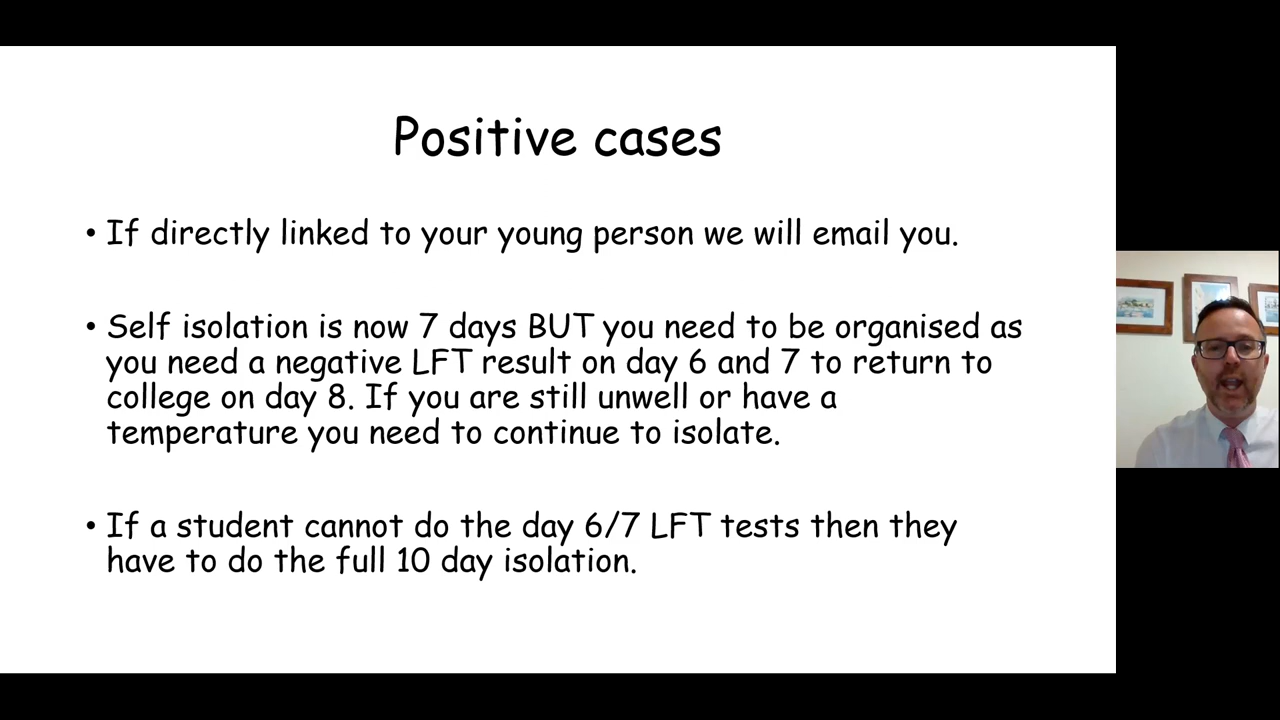 Positive cases
• If directly linked to your young person we will email you.
• Self isolation is now 7 days BUT you need to be organised as
you need a negative LFT result on day 6 and 7 to return to
college on day 8. If you are still unwell or have a
temperature you need to continue to isolate.
• If a student cannot do the day 6/7 LFT tests then they
have to do the full 10 day isolation.